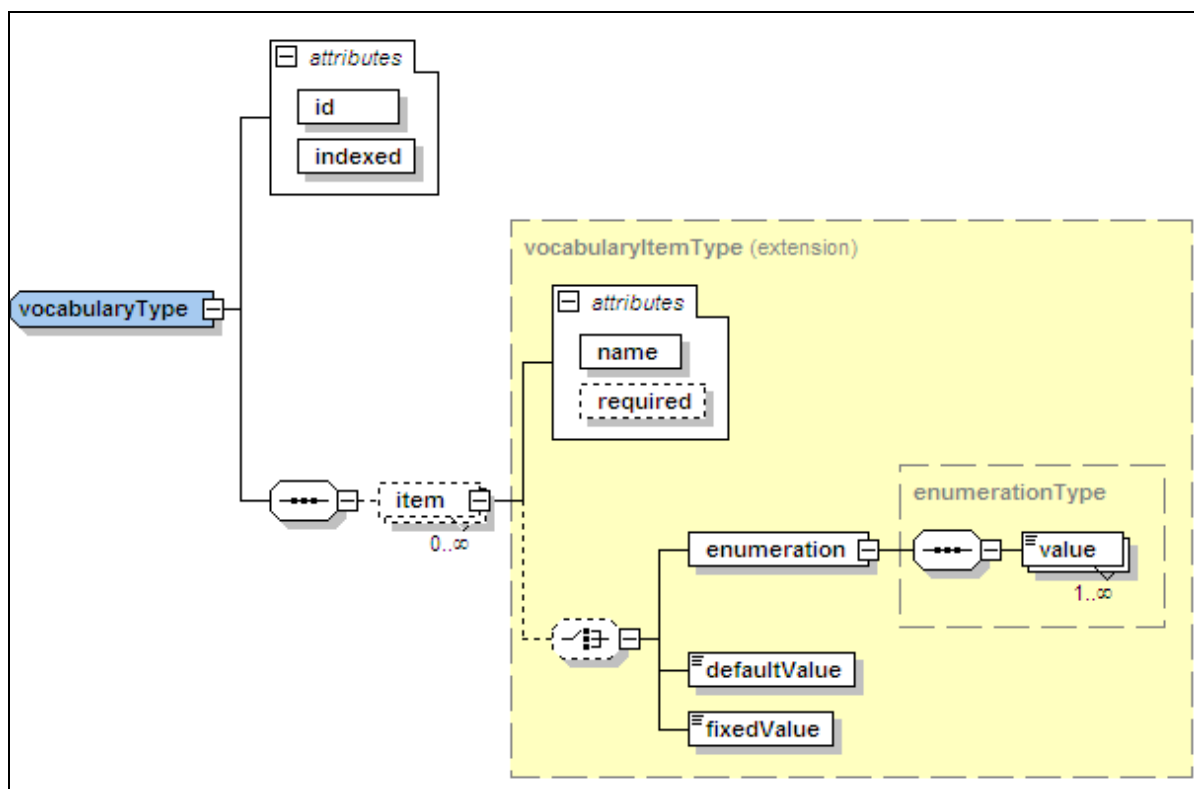 attributes
id
indexed
vocabularyItemType (extension)
attributes
vocabularyType
name
required
item
0..∞
enumerationType
enumeration
value
1..∞
defaultValue
fixedValue